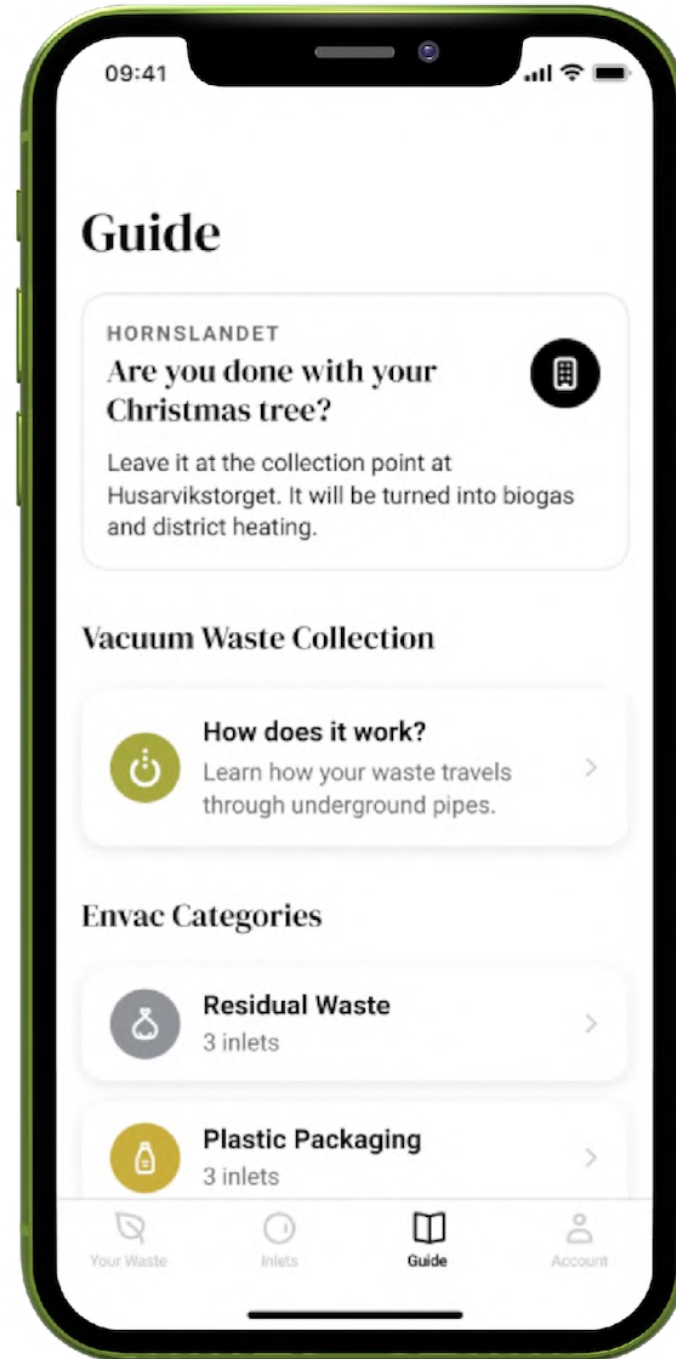 09:41
Guide
HORNSLANDET
Are you done with your
Christmas tree?
Leave it at the collection point at
Husarvikstorget. It will be turned into biogas
and district heating.
Vacuum Waste Collection
How does it work?
Learn how your waste travels
through underground pipes.
Envac Categories
Residual Waste
3 inlets
Plastic Packaging
3 inlets
Your Waste
Inlets
Guide
Account